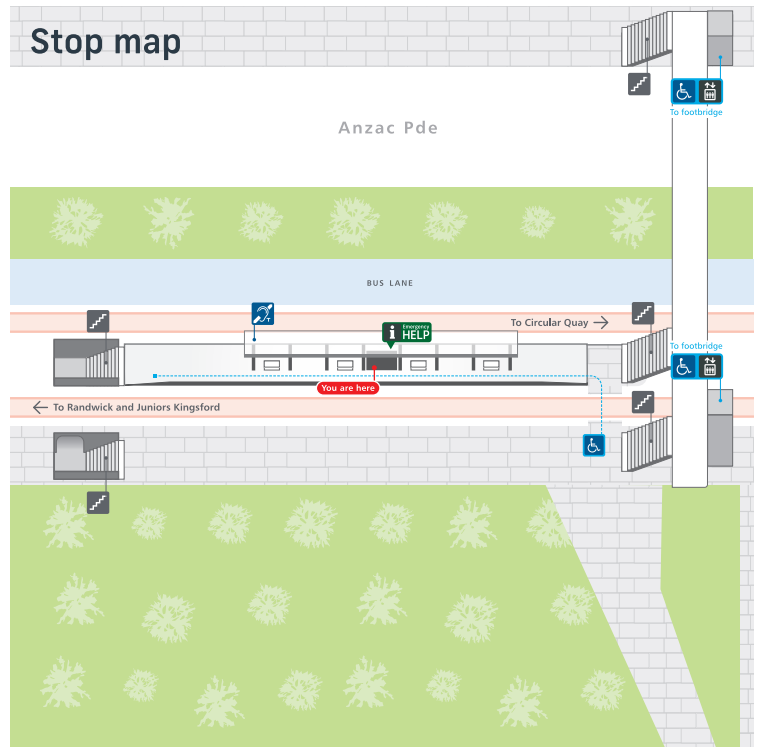 Stop map
To footbridge
Anzac Pde
BUS LANE
T
Emergency
HELP
To Circular Quay
To footbridge
You are here
To Randwick and Juniors Kingsford